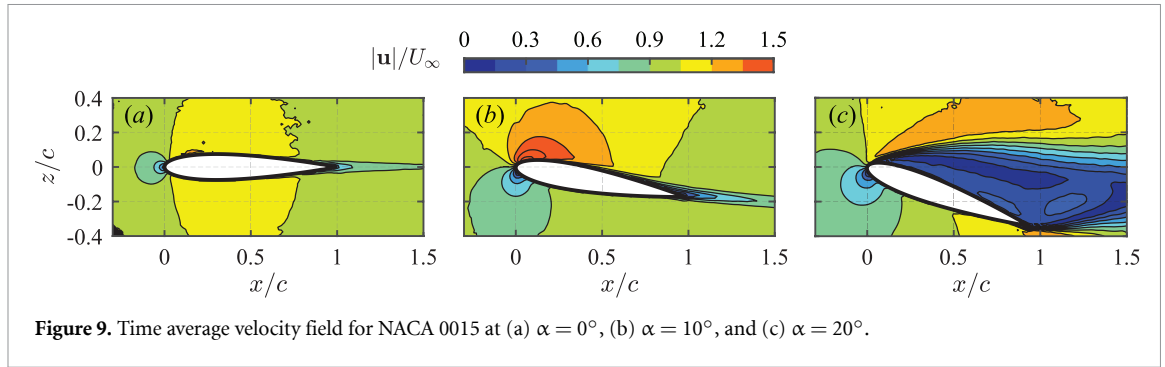 |u|/U∞
0 0.3 0.6 0.9 1.2 1.5
(a) (b) (c)
0.4
0.2
0
-0.2
-0.4
z/c
0 0.5 1 1.5 0 0.5 1 1.5 0 0.5 1 1.5
x/c x/c x/c
Figure 9. Time average velocity field for NACA 0015 at (a) α = 0°, (b) α = 10°, and (c) α = 20°.